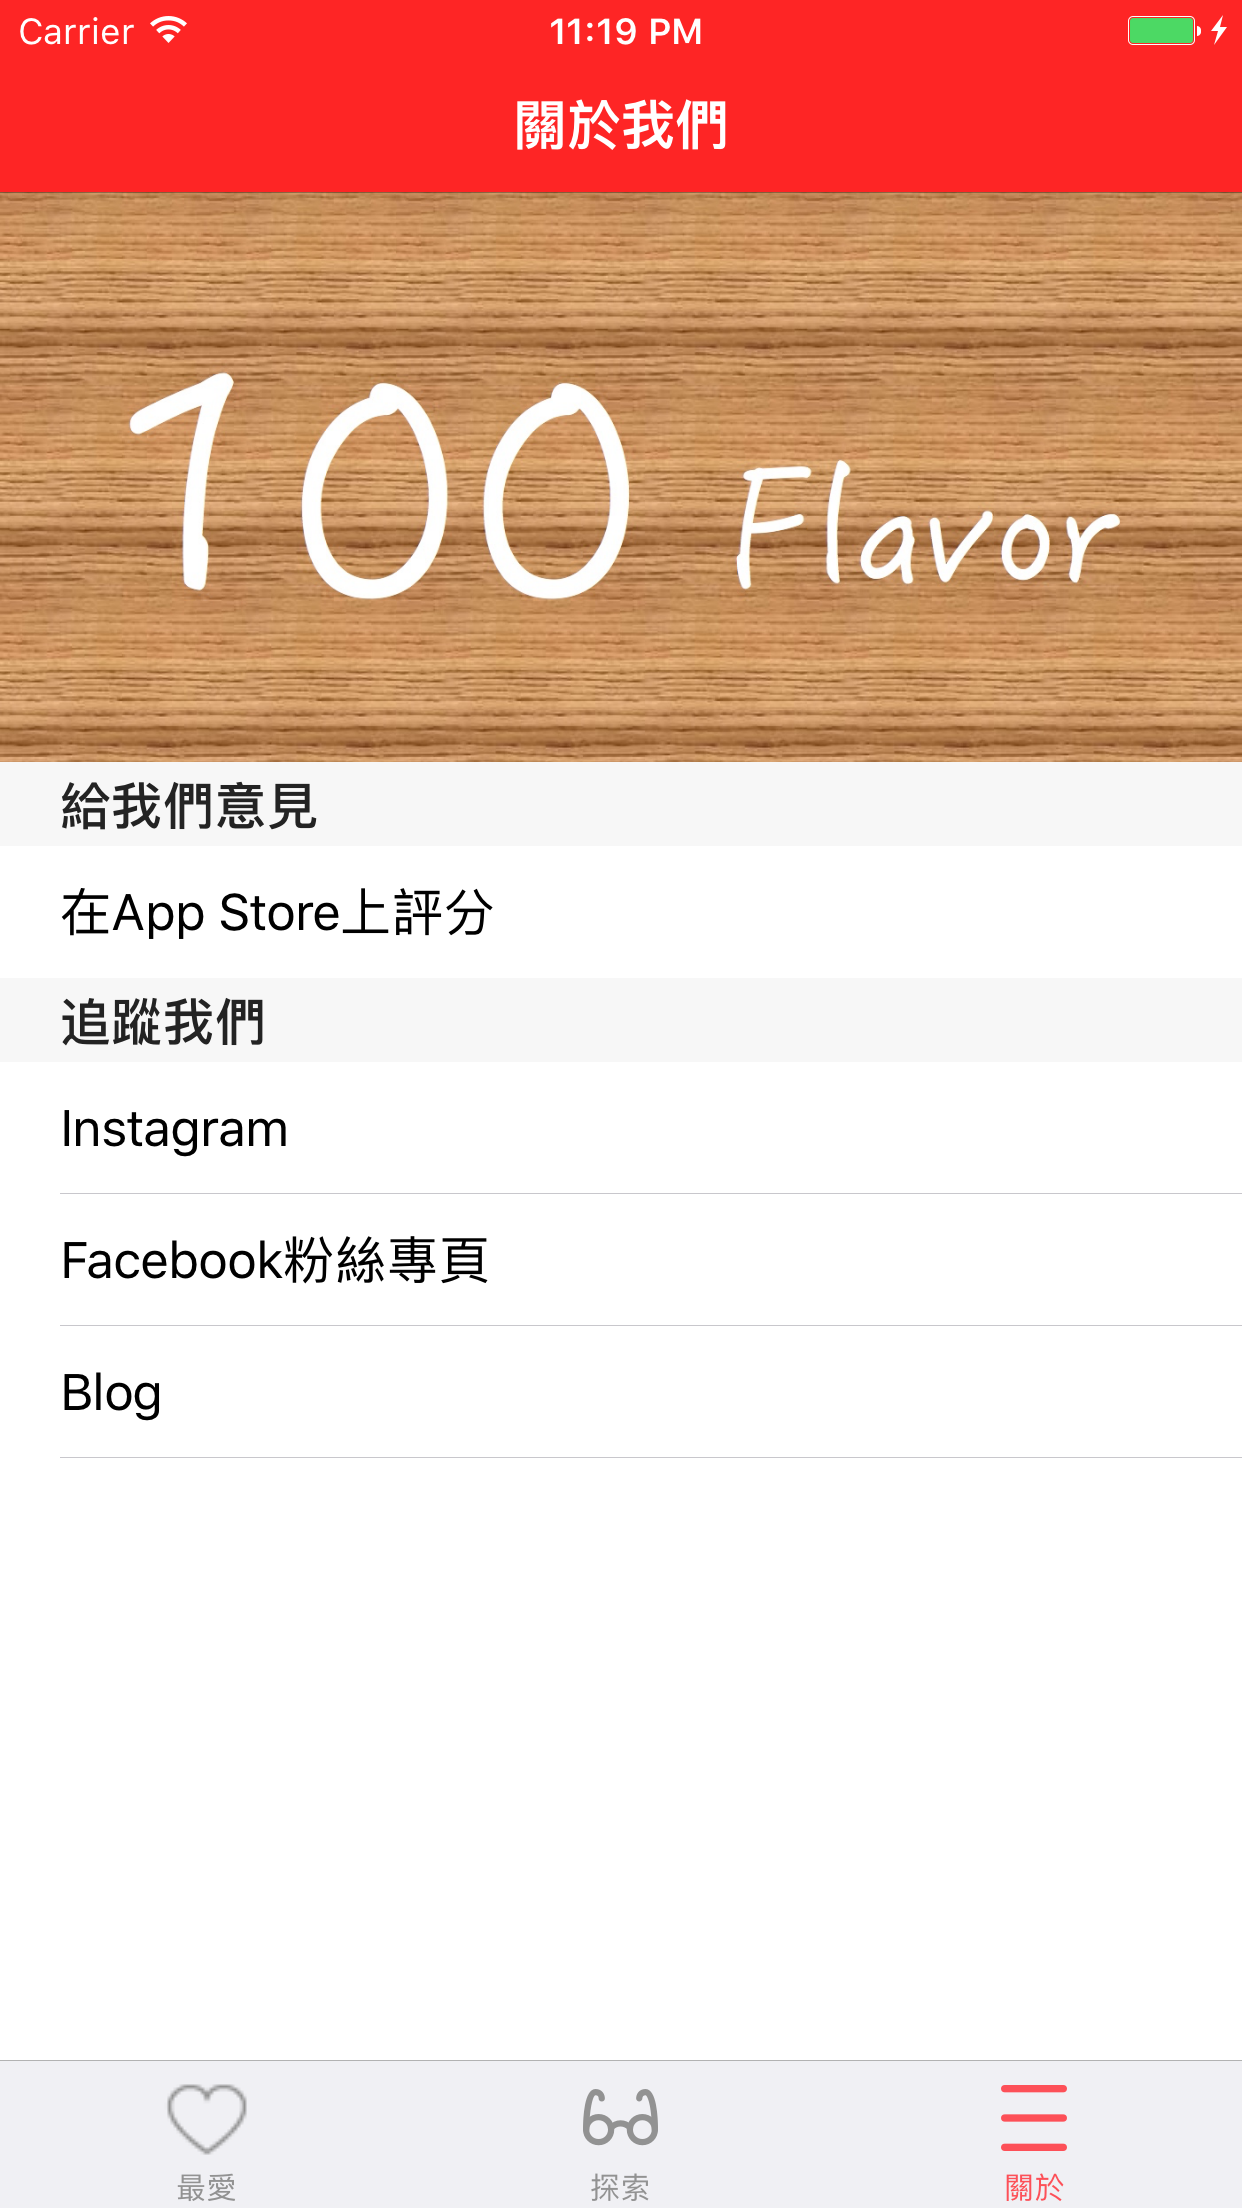 Carrier 11:19 PM
關於我們
100 Flavor
給我們意見
在App Store上評分
追蹤我們
Instagram
Facebook粉絲專頁
Blog
最愛 探索 關於